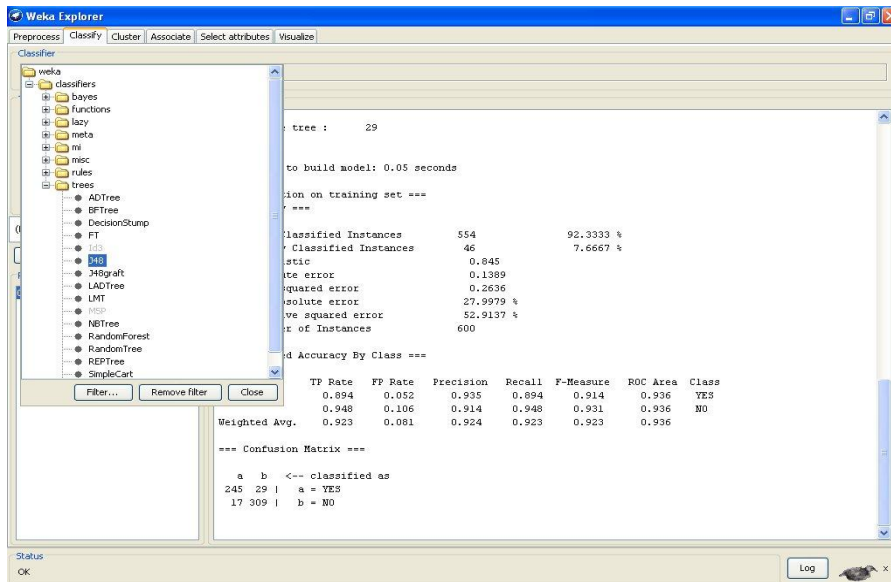 Weka Explorer
Preprocess Classify Cluster Associate Select attributes Visualize
Classifier
weka
classifiers
bayes
functions
lazy
meta
mi
misc
rules
trees
ADTree
BFTree
DecisionStump
FT
Id3
J48
J48graft
LADTree
LMT
M5P
NBTree
RandomForest
RandomTree
REPTree
SimpleCart
Filter... Remove filter Close
tree : 29
to build model: 0.05 seconds
tion on training set ===
===
Classified Instances 554 92.3333 %
Classified Instances 46 7.6667 %
istic 0.845
te error 0.1389
quared error 0.2636
solute error 27.9979 %
ve squared error 52.9137 %
r of Instances 600
d Accuracy By Class ===
TP Rate FP Rate Precision Recall F-Measure ROC Area Class
0.894 0.052 0.935 0.894 0.914 0.936 YES
0.948 0.106 0.914 0.948 0.931 0.936 NO
Weighted Avg. 0.923 0.081 0.924 0.923 0.923 0.936
=== Confusion Matrix ===
a b <-- classified as
245 29 | a = YES
17 309 | b = NO
Status
OK
Log
x